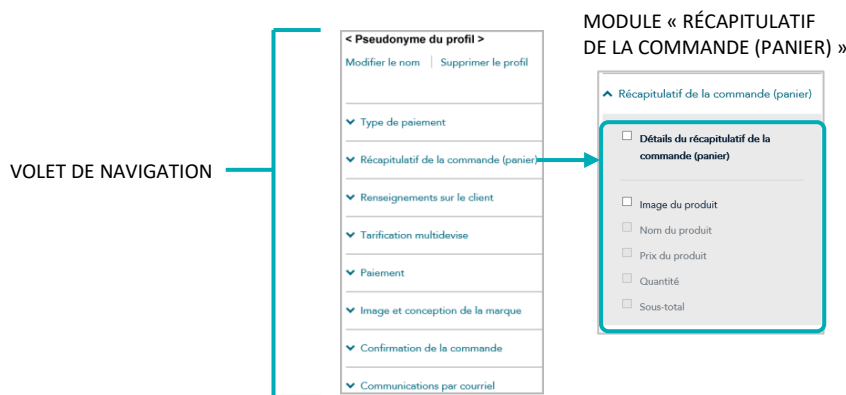 MODULE « RÉCAPITULATIF
DE LA COMMANDE (PANIER) »
VOLET DE NAVIGATION
< Pseudonyme du profil >
Modifier le nom | Supprimer le profil
Type de paiement
Récapitulatif de la commande (panier)
Renseignements sur le client
Tarification multidevise
Paiement
Image et conception de la marque
Confirmation de la commande
Communications par courriel
Récapitulatif de la commande (panier)
Détails du récapitulatif de la
commande (panier)
Image du produit
Nom du produit
Prix du produit
Quantité
Sous-total